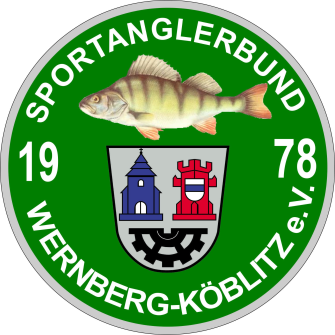 SPORTANGLERBUND
19 78
WERNBERG-KÖBLITZ e.V.